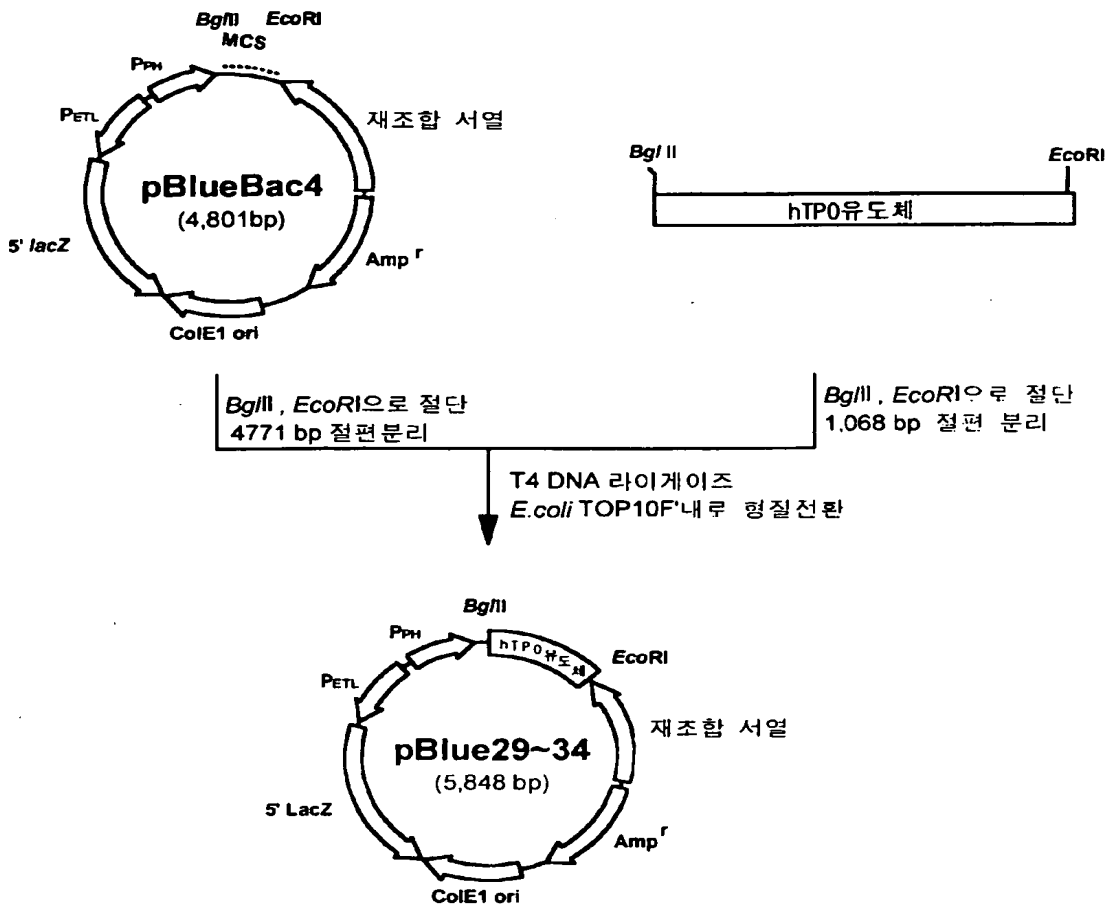 BglII EcoRI
MCS
PPH
PETL
재조합 서열
pBlueBac4
(4,801bp)
5' lacZ
Amp r
ColE1 ori
Bgl II
EcoRI
hTPO유도체
BglII , EcoRI으로 절단
4771 bp 절편분리
BglII, EcoRI으로 절단
1,068 bp 절편 분리
T4 DNA 라이게이즈
E.coli TOP10F'내로 형질전환
BglII
PPH
hTPO유도체
EcoRI
PETL
재조합 서열
pBlue29~34
(5,848 bp)
5' LacZ
Amp r
ColE1 ori